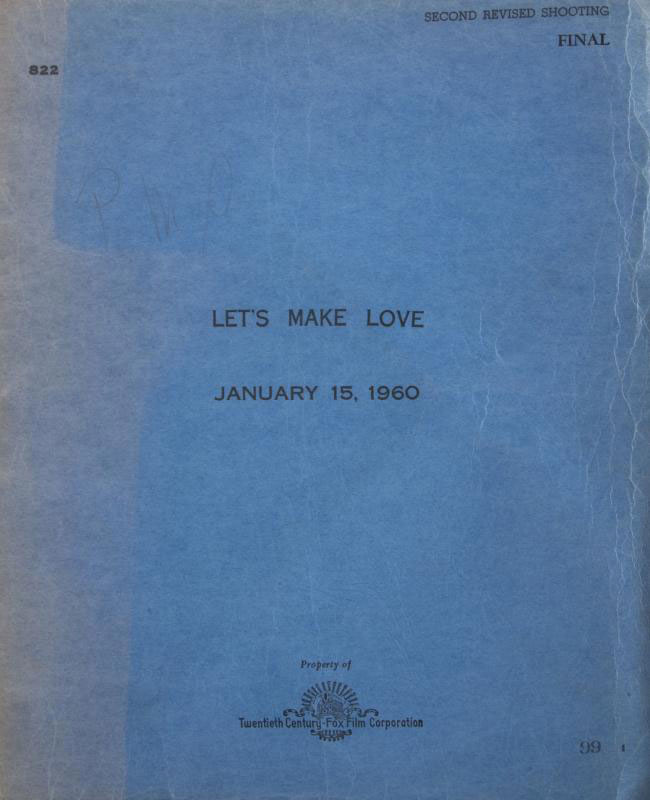 SECOND REVISED SHOOTING
FINAL
822
LET'S MAKE LOVE
JANUARY 15, 1960
Property of
Twentieth Century-Fox Film Corporation
99